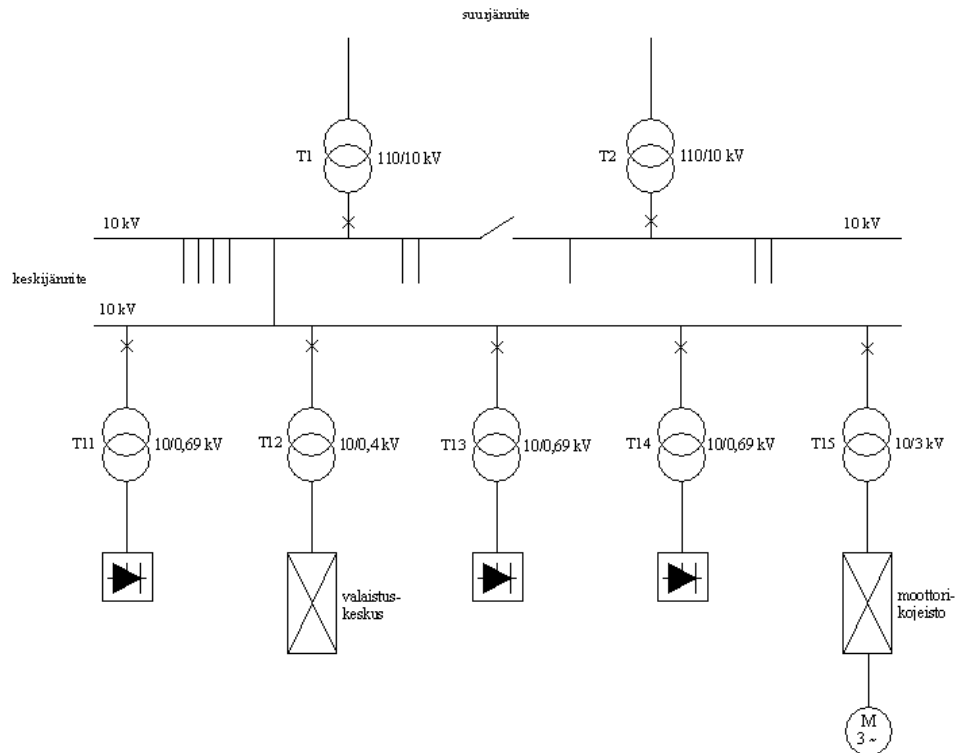 suurjännite
T1
110/10 kV
T2
110/10 kV
10 kV
10 kV
keskijännite
10 kV
T11
10/0,69 kV
T12
10/0,4 kV
T13
10/0,69 kV
T14
10/0,69 kV
T15
10/3 kV
valaistus-
keskus
moottori-
kojeisto
M
3 ~